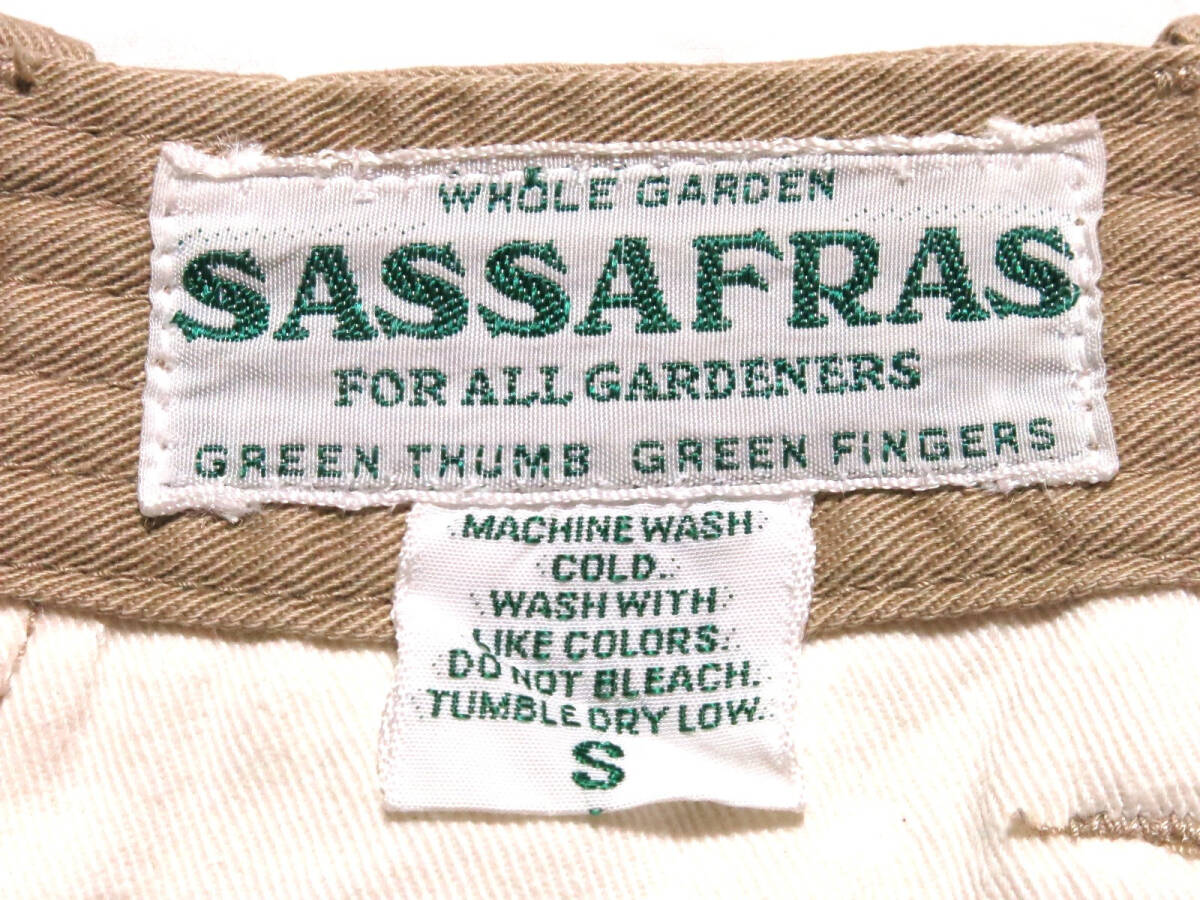 WHOLE GARDEN
SASSAFRAS
FOR ALL GARDENERS
GREEN THUMB GREEN FINGERS
MACHINE WASH
COLD.
WASH WITH
LIKE COLORS.
DO NOT BLEACH.
TUMBLE DRY LOW.
S